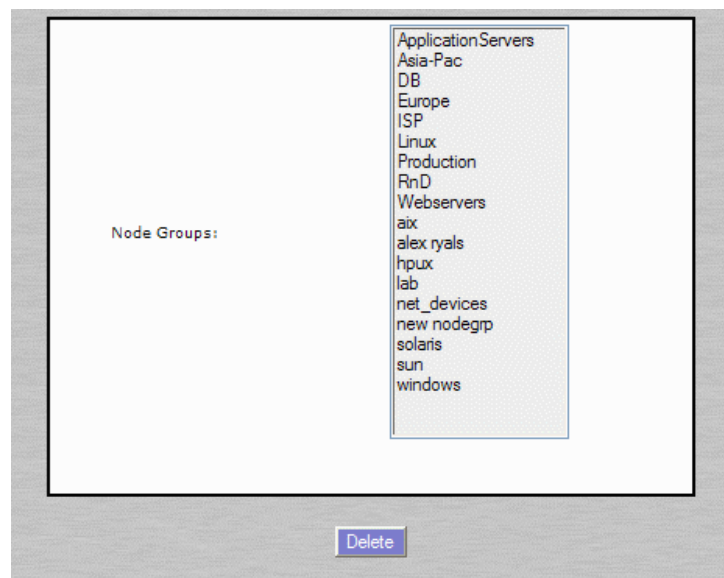 ApplicationServers
Asia-Pac
DB
Europe
ISP
Linux
Production
RnD
Webservers
Node Groups:
aix
alex ryals
hpux
lab
net_devices
new nodegrp
solaris
sun
windows
Delete